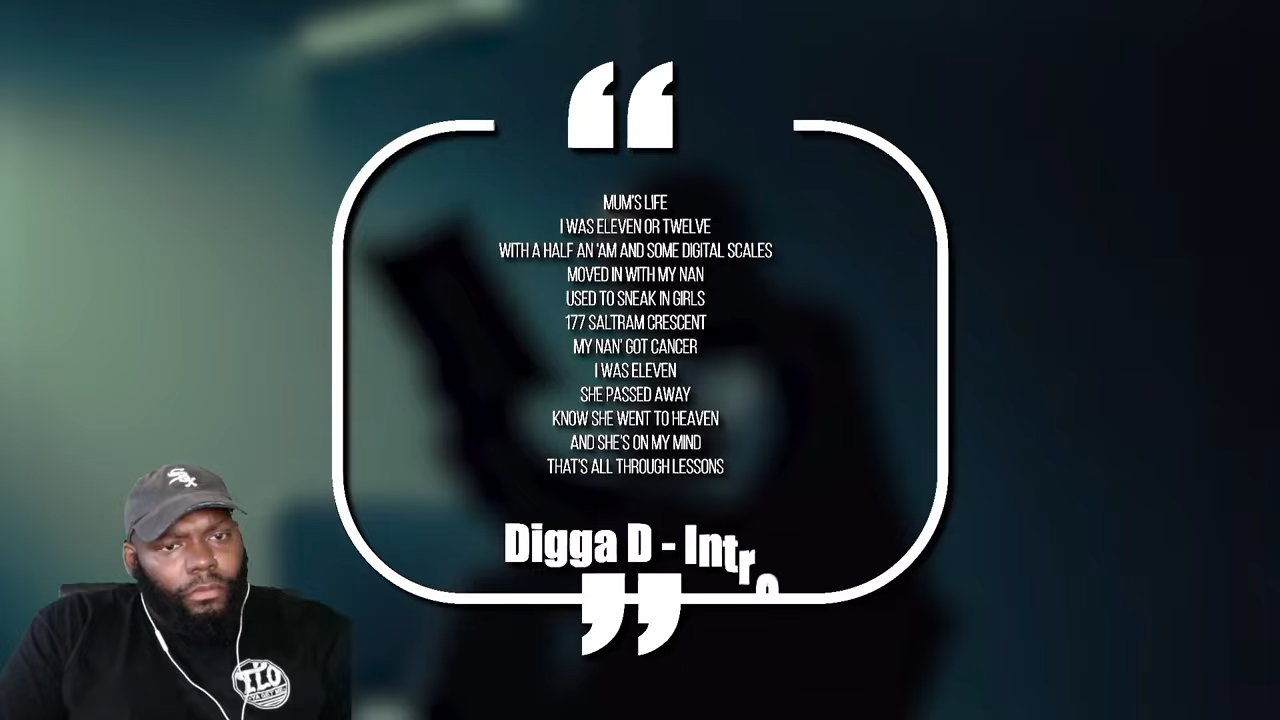 MUM'S LIFE
I WAS ELEVEN OR TWELVE
WITH A HALF AN 'AM AND SOME DIGITAL SCALES
MOVED IN WITH MY NAN
USED TO SNEAK IN GIRLS
177 SALTRAM CRESCENT
MY NAN' GOT CANCER
I WAS ELEVEN
SHE PASSED AWAY
KNOW SHE WENT TO HEAVEN
AND SHE'S ON MY MIND
THAT'S ALL THROUGH LESSONS
Digga D - Intro
Sox
TLO